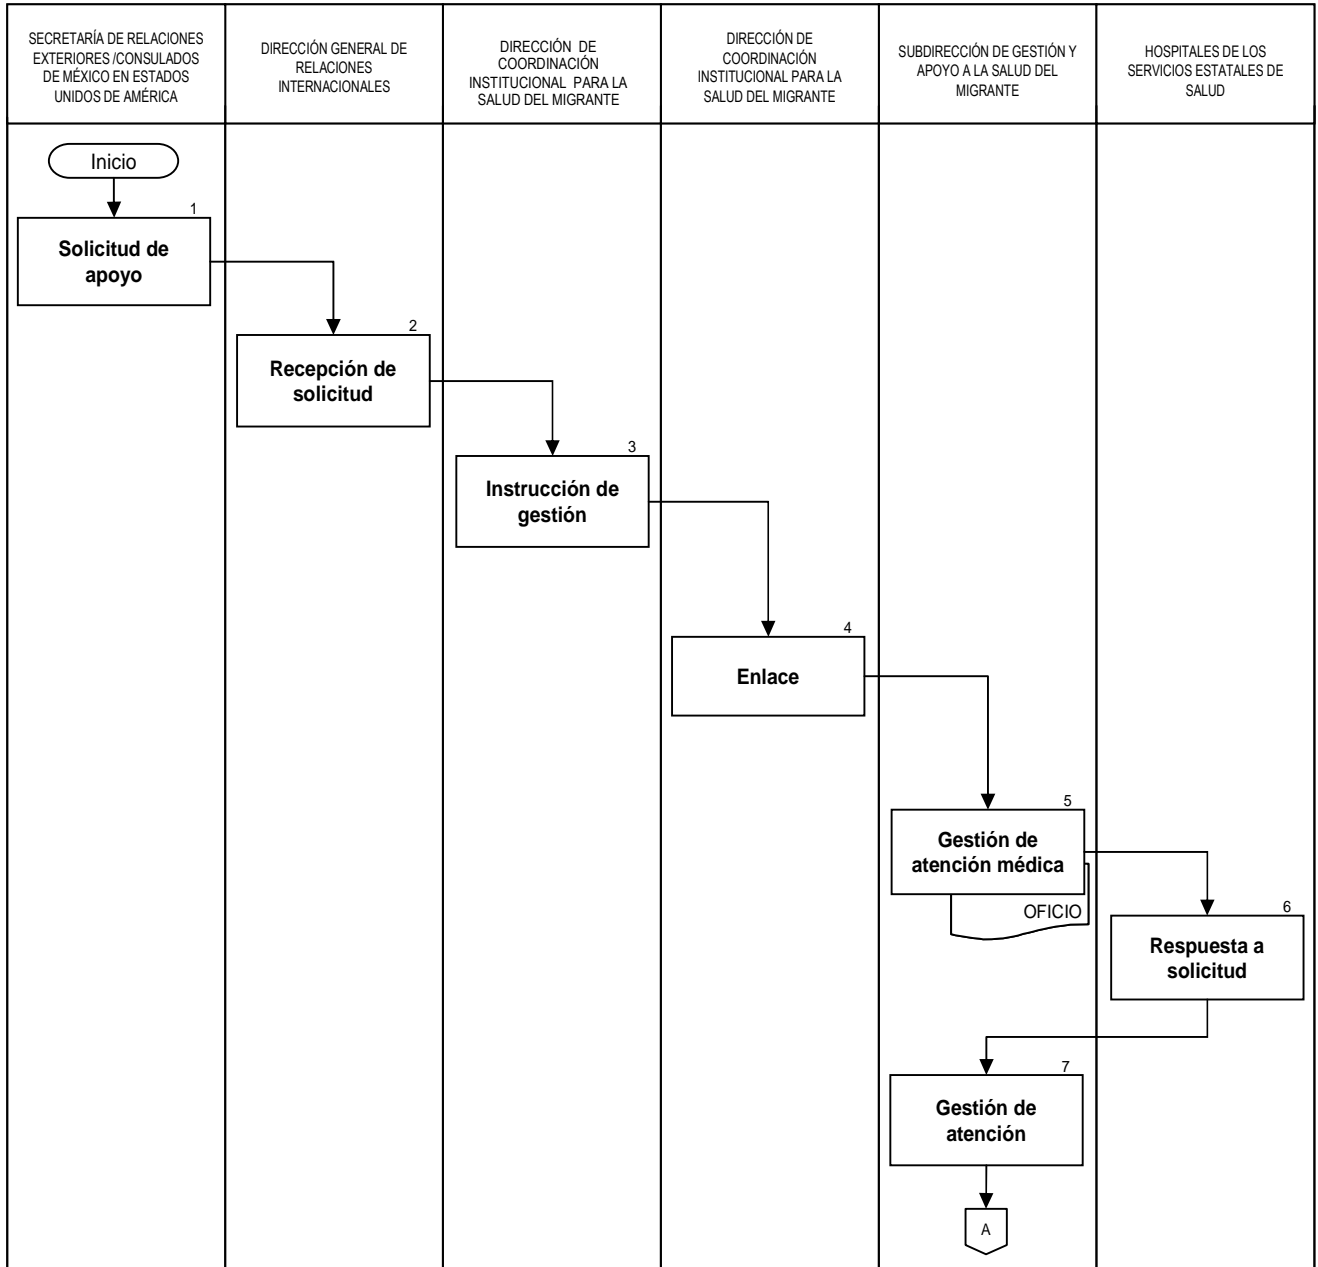 SECRETARÍA DE RELACIONES
EXTERIORES /CONSULADOS
DE MÉXICO EN ESTADOS
UNIDOS DE AMÉRICA
DIRECCIÓN GENERAL DE
RELACIONES
INTERNACIONALES
DIRECCIÓN DE
COORDINACIÓN
INSTITUCIONAL PARA LA
SALUD DEL MIGRANTE
DIRECCIÓN DE
COORDINACIÓN
INSTITUCIONAL PARA LA
SALUD DEL MIGRANTE
SUBDIRECCIÓN DE GESTIÓN Y
APOYO A LA SALUD DEL
MIGRANTE
HOSPITALES DE LOS
SERVICIOS ESTATALES DE
SALUD
Inicio
1
Solicitud de
apoyo
2
Recepción de
solicitud
3
Instrucción de
gestión
4
Enlace
5
Gestión de
atención médica
OFICIO
6
Respuesta a
solicitud
7
Gestión de
atención
A